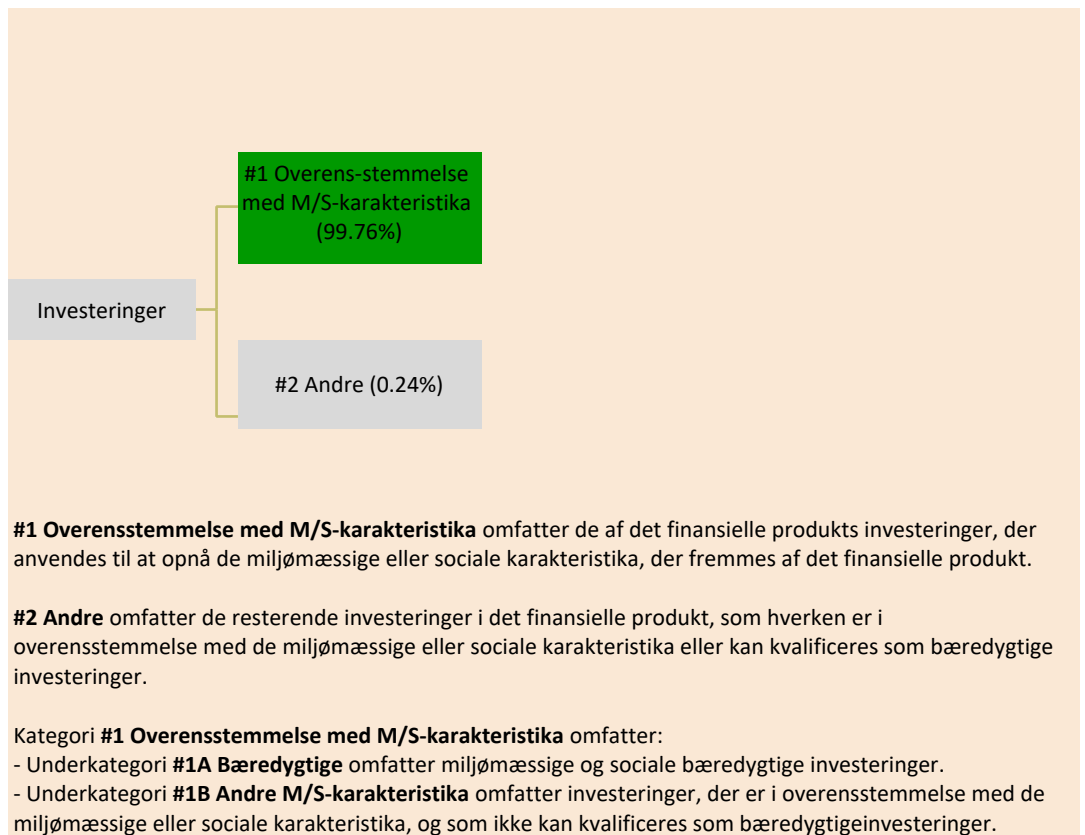 #1 Overens-stemmelse
med M/S-karakteristika
(99.76%)
Investeringer
#2 Andre (0.24%)
#1 Overensstemmelse med M/S-karakteristika omfatter de af det finansielle produkts investeringer, der
anvendes til at opnå de miljømæssige eller sociale karakteristika, der fremmes af det finansielle produkt.
#2 Andre omfatter de resterende investeringer i det finansielle produkt, som hverken er i
overensstemmelse med de miljømæssige eller sociale karakteristika eller kan kvalificeres som bæredygtige
investeringer.
Kategori #1 Overensstemmelse med M/S-karakteristika omfatter:
- Underkategori #1A Bæredygtige omfatter miljømæssige og sociale bæredygtige investeringer.
- Underkategori #1B Andre M/S-karakteristika omfatter investeringer, der er i overensstemmelse med de
miljømæssige eller sociale karakteristika, og som ikke kan kvalificeres som bæredygtigeinvesteringer.